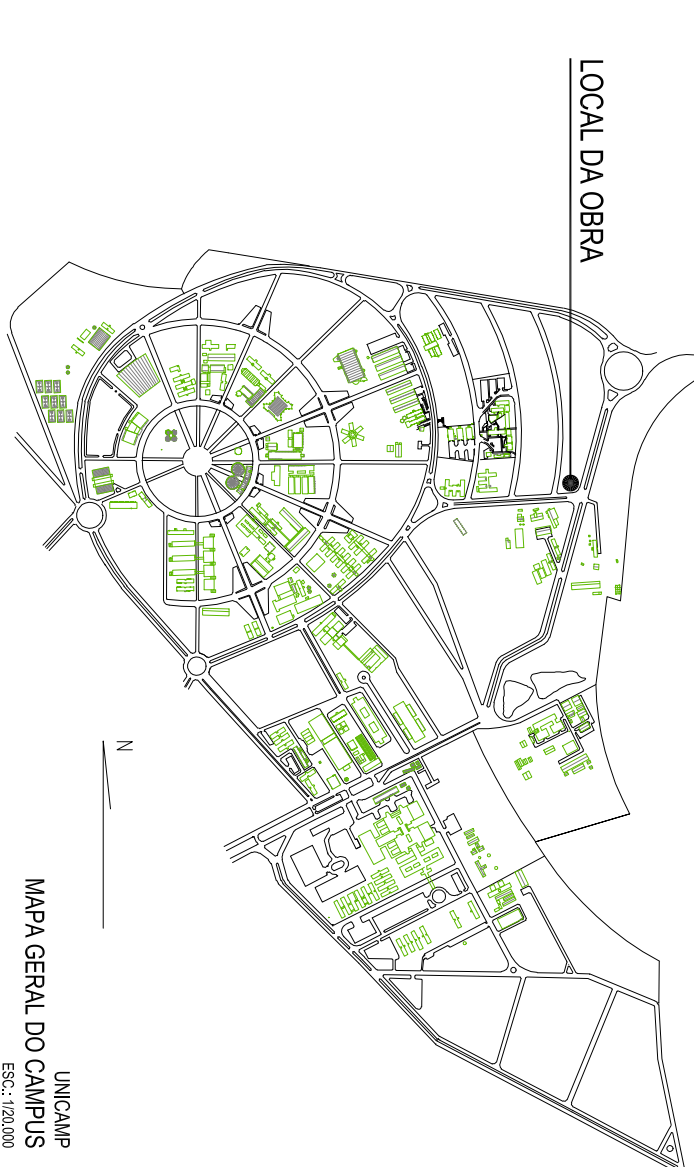 LOCAL DA OBRA
N
UNICAMP
MAPA GERAL DO CAMPUS
ESC.: 1/20.000